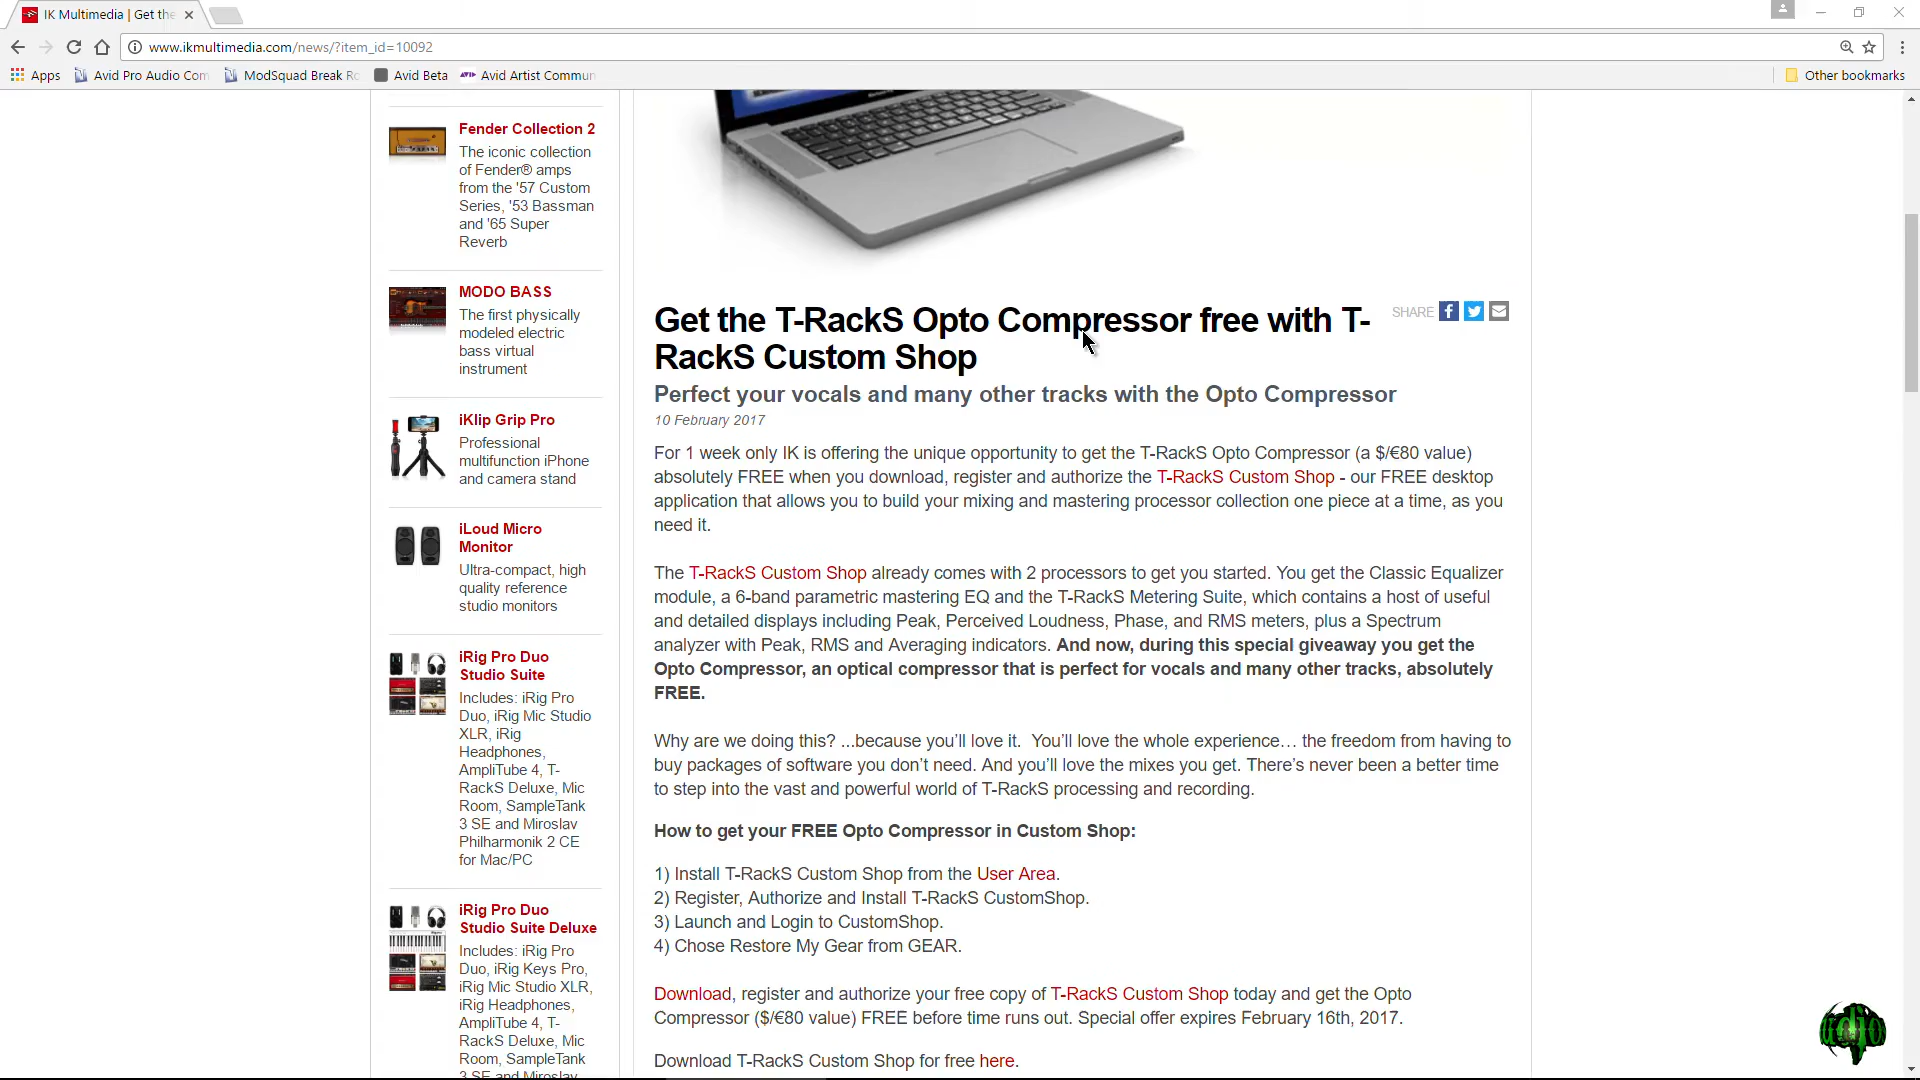 IK Multimedia | Get the
www.ikmultimedia.com/news/?item_id=10092
Apps
Avid Pro Audio Com
ModSquad Break Ro
Avid Beta
Avid Artist Commun
Other bookmarks
Fender Collection 2
The iconic collection
of Fender® amps
from the '57 Custom
Series, '53 Bassman
and '65 Super
Reverb
MODO BASS
The first physically
modeled electric
bass virtual
instrument
iKlip Grip Pro
Professional
multifunction iPhone
and camera stand
iLoud Micro
Monitor
Ultra-compact, high
quality reference
studio monitors
iRig Pro Duo
Studio Suite
Includes: iRig Pro
Duo, iRig Mic Studio
XLR, iRig
Headphones,
AmpliTube 4, T-
RackS Deluxe, Mic
Room, SampleTank
3 SE and Miroslav
Philharmonik 2 CE
for Mac/PC
iRig Pro Duo
Studio Suite Deluxe
Includes: iRig Pro
Duo, iRig Keys Pro,
iRig Mic Studio XLR,
iRig Headphones,
AmpliTube 4, T-
RackS Deluxe, Mic
Room, SampleTank
3 SE and Miroslav
Get the T-RackS Opto Compressor free with T-
RackS Custom Shop
SHARE
Perfect your vocals and many other tracks with the Opto Compressor
10 February 2017
For 1 week only IK is offering the unique opportunity to get the T-RackS Opto Compressor (a $/€80 value)
absolutely FREE when you download, register and authorize the T-RackS Custom Shop - our FREE desktop
application that allows you to build your mixing and mastering processor collection one piece at a time, as you
need it.
The T-RackS Custom Shop already comes with 2 processors to get you started. You get the Classic Equalizer
module, a 6-band parametric mastering EQ and the T-RackS Metering Suite, which contains a host of useful
and detailed displays including Peak, Perceived Loudness, Phase, and RMS meters, plus a Spectrum
analyzer with Peak, RMS and Averaging indicators. And now, during this special giveaway you get the
Opto Compressor, an optical compressor that is perfect for vocals and many other tracks, absolutely
FREE.
Why are we doing this? ...because you'll love it. You'll love the whole experience… the freedom from having to
buy packages of software you don't need. And you'll love the mixes you get. There's never been a better time
to step into the vast and powerful world of T-RackS processing and recording.
How to get your FREE Opto Compressor in Custom Shop:
1) Install T-RackS Custom Shop from the User Area.
2) Register, Authorize and Install T-RackS CustomShop.
3) Launch and Login to CustomShop.
4) Chose Restore My Gear from GEAR.
Download, register and authorize your free copy of T-RackS Custom Shop today and get the Opto
Compressor ($/€80 value) FREE before time runs out. Special offer expires February 16th, 2017.
Download T-RackS Custom Shop for free here.
udio